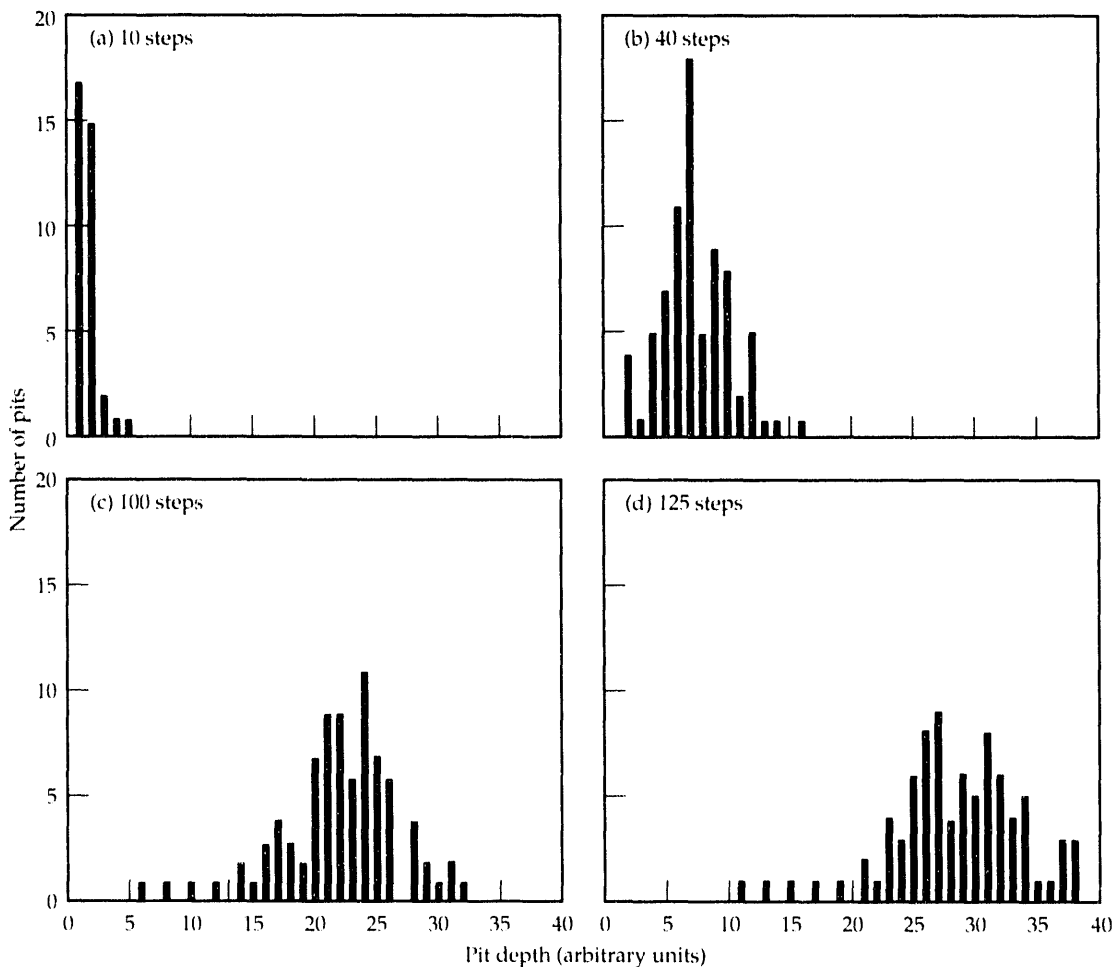 (a) 10 steps
(b) 40 steps
20
15
10
5
0
(c) 100 steps
(d) 125 steps
20
15
10
5
0
Number of pits
0 5 10 15 20 25 30 35 40
0 5 10 15 20 25 30 35 40
Pit depth (arbitrary units)